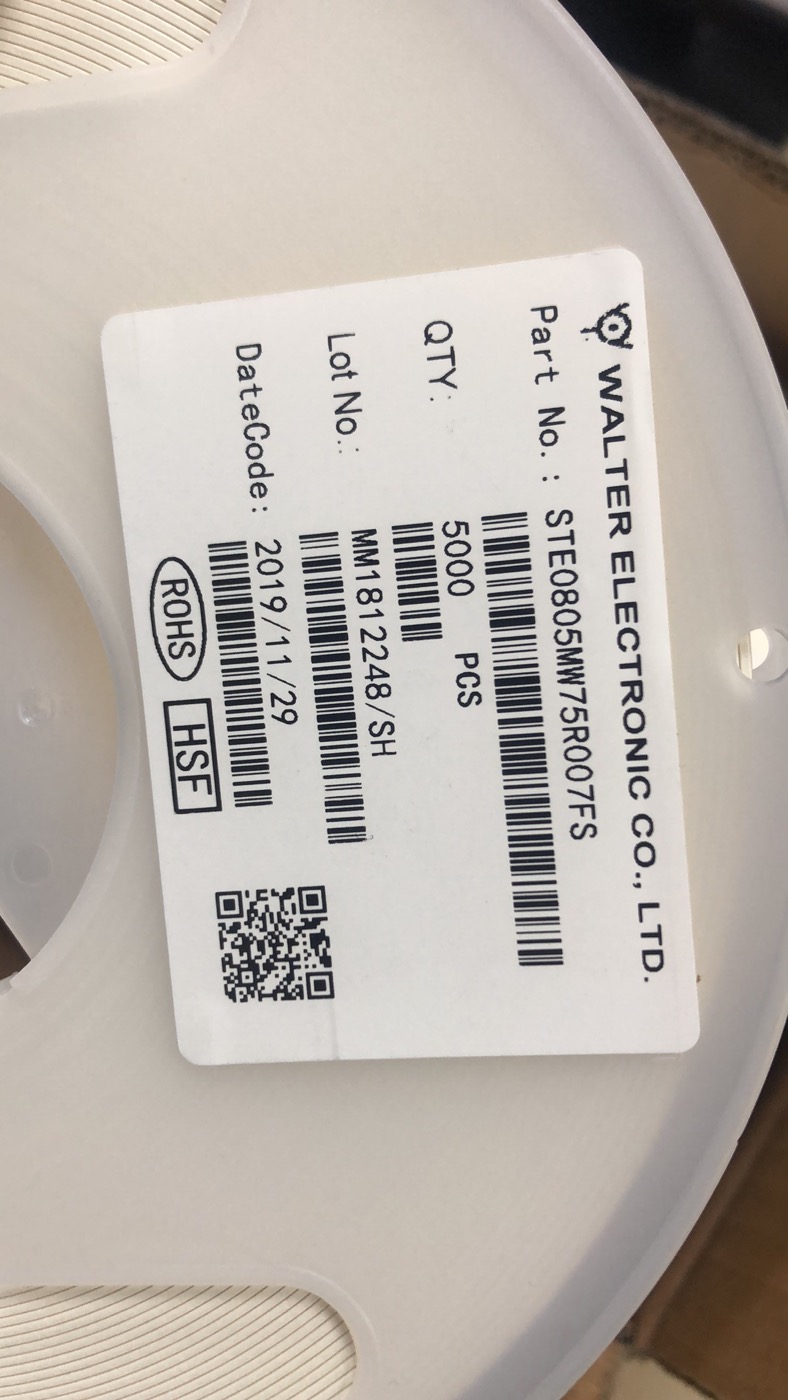 WALTER ELECTRONIC CO., LTD.
Part No.: STE0805MW75R007FS
QTY: 5000 PCS
Lot No.: MM1812248/SH
DateCode: 2019/11/29
ROHS HSF